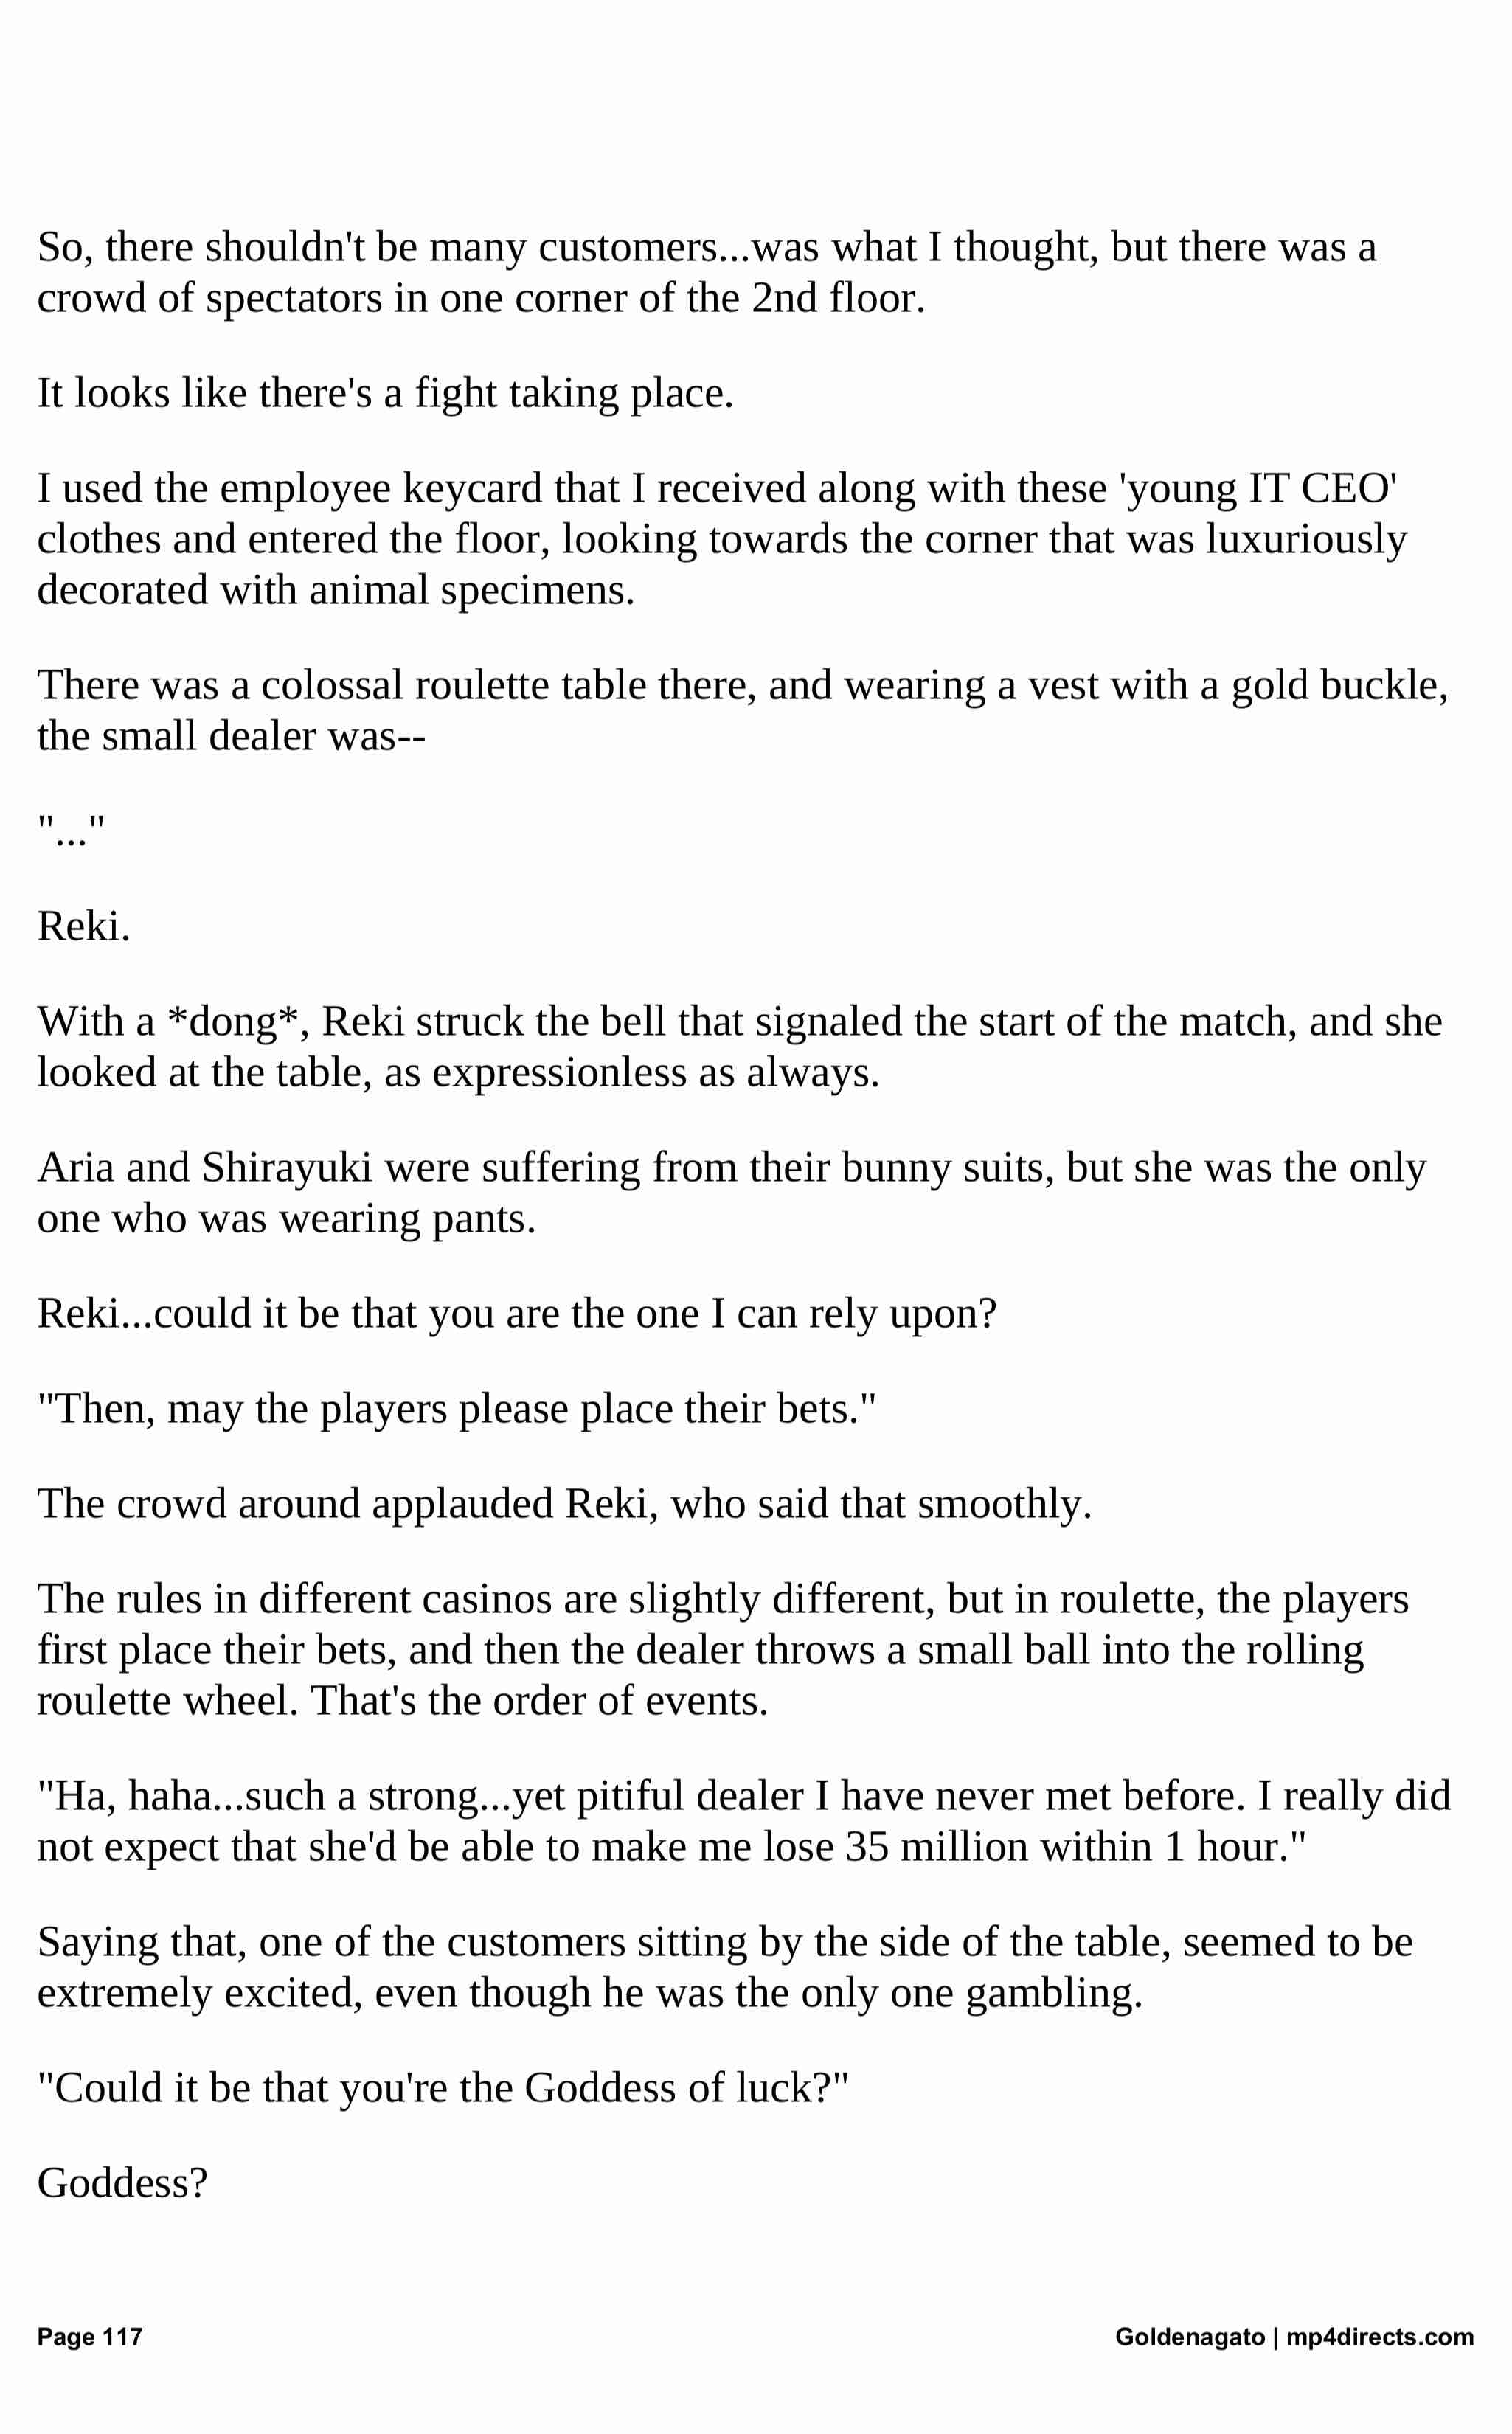 So, there shouldn't be many customers...was what I thought, but there was a
crowd of spectators in one corner of the 2nd floor.
It looks like there's a fight taking place.
I used the employee keycard that I received along with these 'young IT CEO'
clothes and entered the floor, looking towards the corner that was luxuriously
decorated with animal specimens.
There was a colossal roulette table there, and wearing a vest with a gold buckle,
the small dealer was--
"..."
Reki.
With a *dong*, Reki struck the bell that signaled the start of the match, and she
looked at the table, as expressionless as always.
Aria and Shirayuki were suffering from their bunny suits, but she was the only
one who was wearing pants.
Reki...could it be that you are the one I can rely upon?
"Then, may the players please place their bets."
The crowd around applauded Reki, who said that smoothly.
The rules in different casinos are slightly different, but in roulette, the players
first place their bets, and then the dealer throws a small ball into the rolling
roulette wheel. That's the order of events.
"Ha, haha...such a strong...yet pitiful dealer I have never met before. I really did
not expect that she'd be able to make me lose 35 million within 1 hour."
Saying that, one of the customers sitting by the side of the table, seemed to be
extremely excited, even though he was the only one gambling.
"Could it be that you're the Goddess of luck?"
Goddess?
Page 117
Goldenagato | mp4directs.com